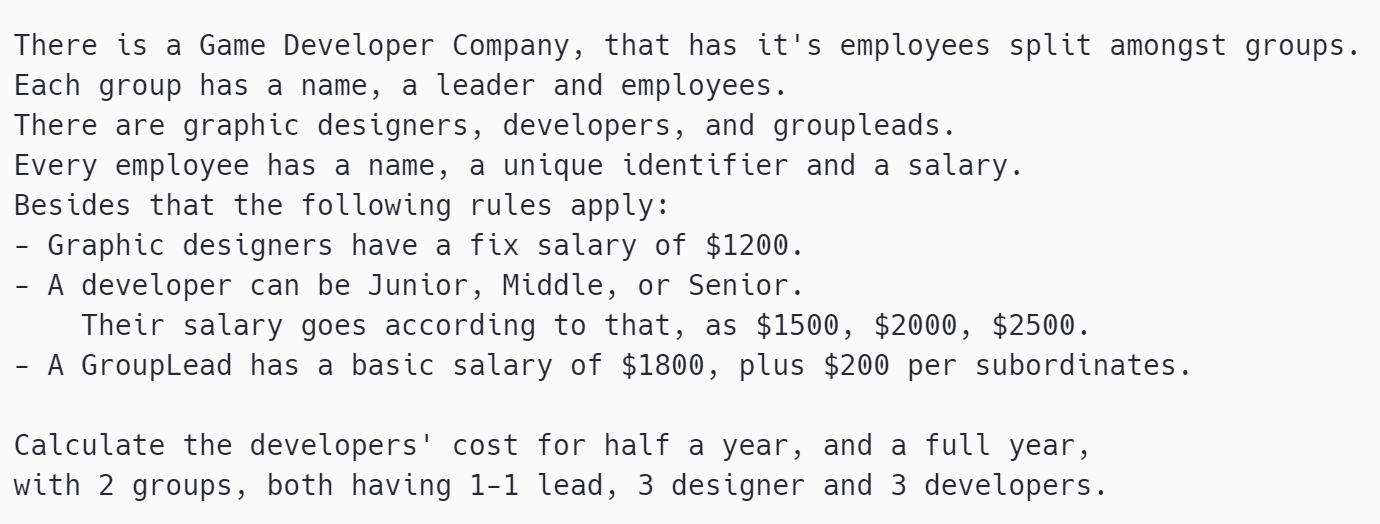 There is a Game Developer Company, that has it's employees split amongst groups.
Each group has a name, a leader and employees.
There are graphic designers, developers, and groupleads.
Every employee has a name, a unique identifier and a salary.
Besides that the following rules apply:
- Graphic designers have a fix salary of $1200.
- A developer can be Junior, Middle, or Senior.
    Their salary goes according to that, as $1500, $2000, $2500.
- A GroupLead has a basic salary of $1800, plus $200 per subordinates.

Calculate the developers' cost for half a year, and a full year,
with 2 groups, both having 1-1 lead, 3 designer and 3 developers.